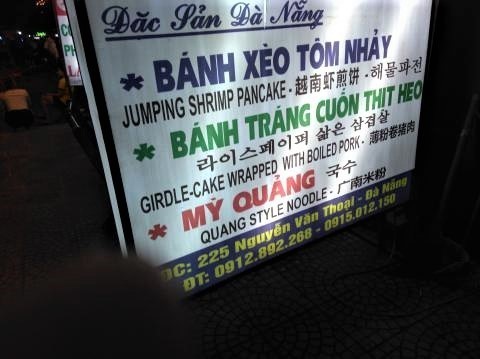 Đặc Sản Đà Nẵng
* BÁNH XÈO TÔM NHẢY
JUMPING SHRIMP PANCAKE - 越南虾煎饼 - 해물파전
* BÁNH TRÁNG CUỐN THỊT HEO
라이스페이퍼 삶은 삼겹살
GIRDLE-CAKE WRAPPED WITH BOILED PORK - 薄粉卷猪肉
* MỲ QUẢNG 국수
QUANG STYLE NOODLE - 广南米粉
ĐC: 225 Nguyễn Văn Thoại - Đà Nẵng
ĐT: 0912.892.268 - 0915.012.150